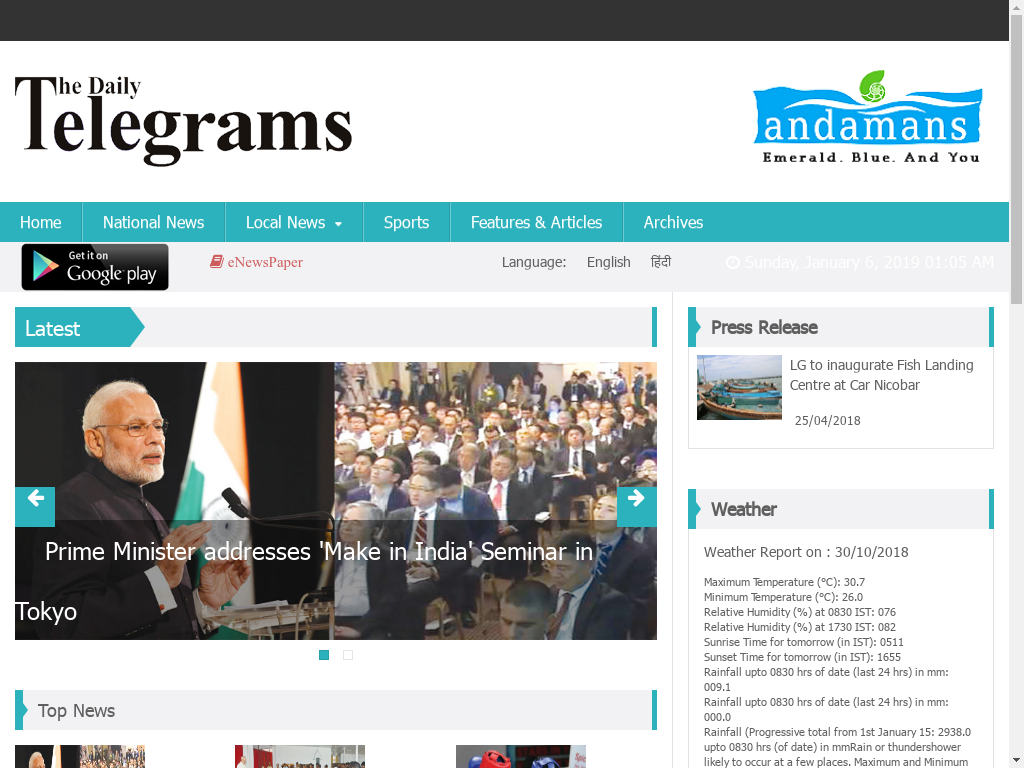 The Daily
Telegrams
andamans
Emerald. Blue. And You
Home
National News
Local News
Sports
Features & Articles
Archives
Get it on
Google play
eNewsPaper
Language:
English
हिंदी
Sunday, January 6, 2019 01:05 AM
Latest
Prime Minister addresses 'Make in India' Seminar in
Tokyo
Top News
Press Release
LG to inaugurate Fish Landing
Centre at Car Nicobar
25/04/2018
Weather
Weather Report on : 30/10/2018
Maximum Temperature (°C): 30.7
Minimum Temperature (°C): 26.0
Relative Humidity (%) at 0830 IST: 076
Relative Humidity (%) at 1730 IST: 082
Sunrise Time for tomorrow (in IST): 0511
Sunset Time for tomorrow (in IST): 1655
Rainfall upto 0830 hrs of date (last 24 hrs) in mm:
009.1
Rainfall upto 0830 hrs of date (last 24 hrs) in mm:
000.0
Rainfall (Progressive total from 1st January 15: 2938.0
upto 0830 hrs (of date) in mmRain or thundershower
likely to occur at a few places. Maximum and Minimum